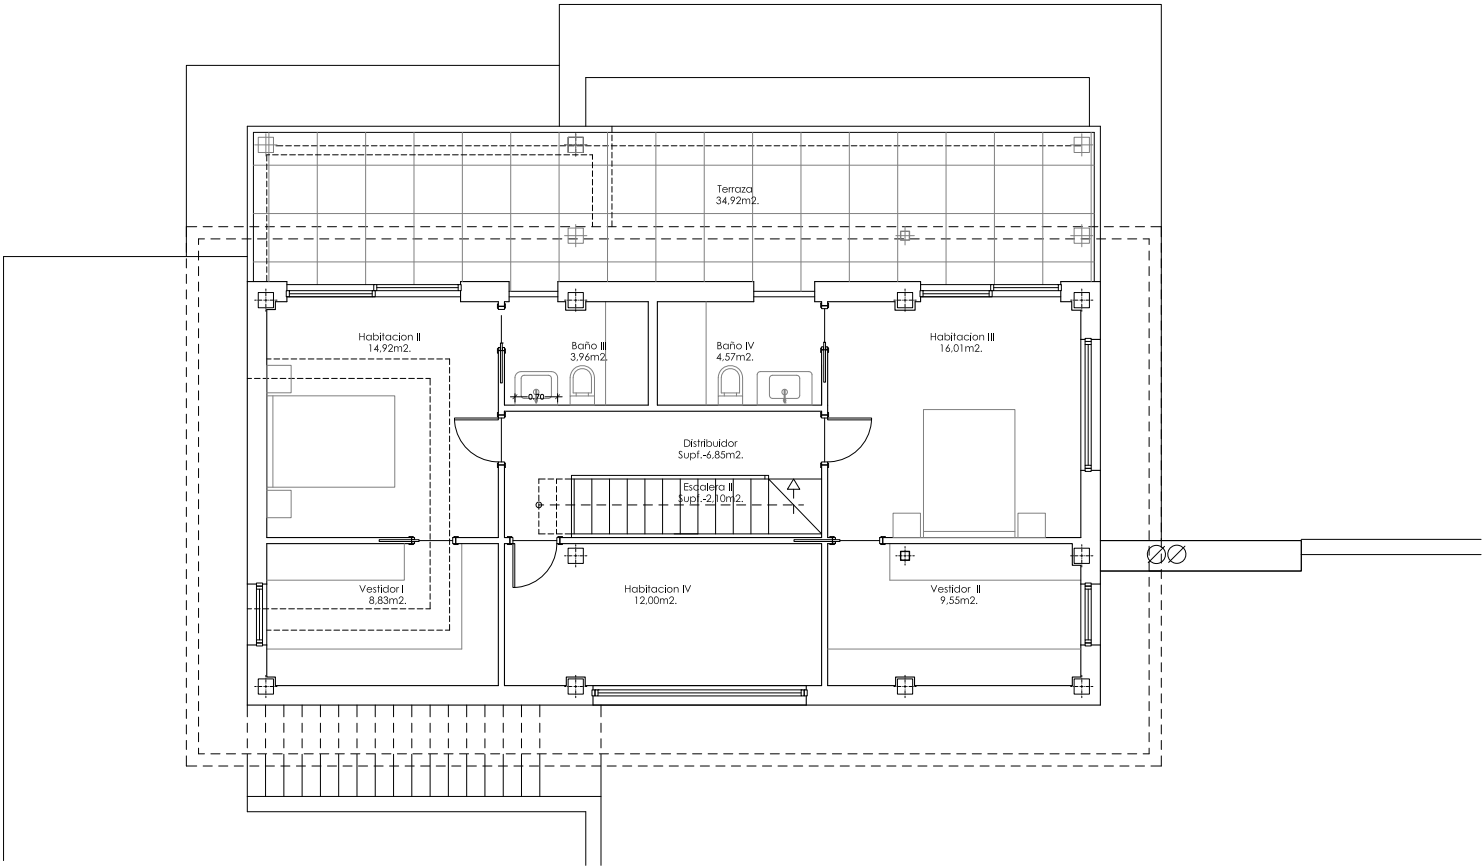 Terraza
34,92m2.
Habitacion II
14,92m2.
Baño III
3,96m2.
Baño IV
4,57m2.
Habitacion III
16,01m2.
0.70
Distribuidor
Supf.-6,85m2.
Escalera II
Supf.-2,10m2.
Vestidor I
8,83m2.
Habitacion IV
12,00m2.
Vestidor II
9,55m2.